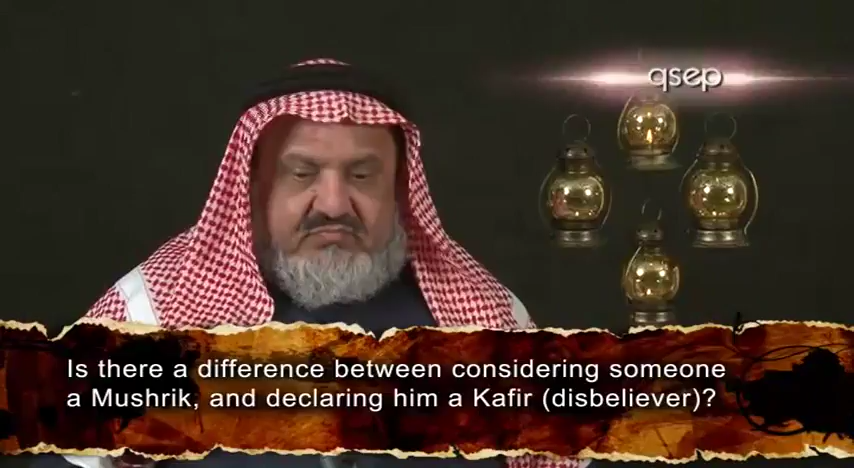 qsep
Is there a difference between considering someone
a Mushrik, and declaring him a Kafir (disbeliever)?